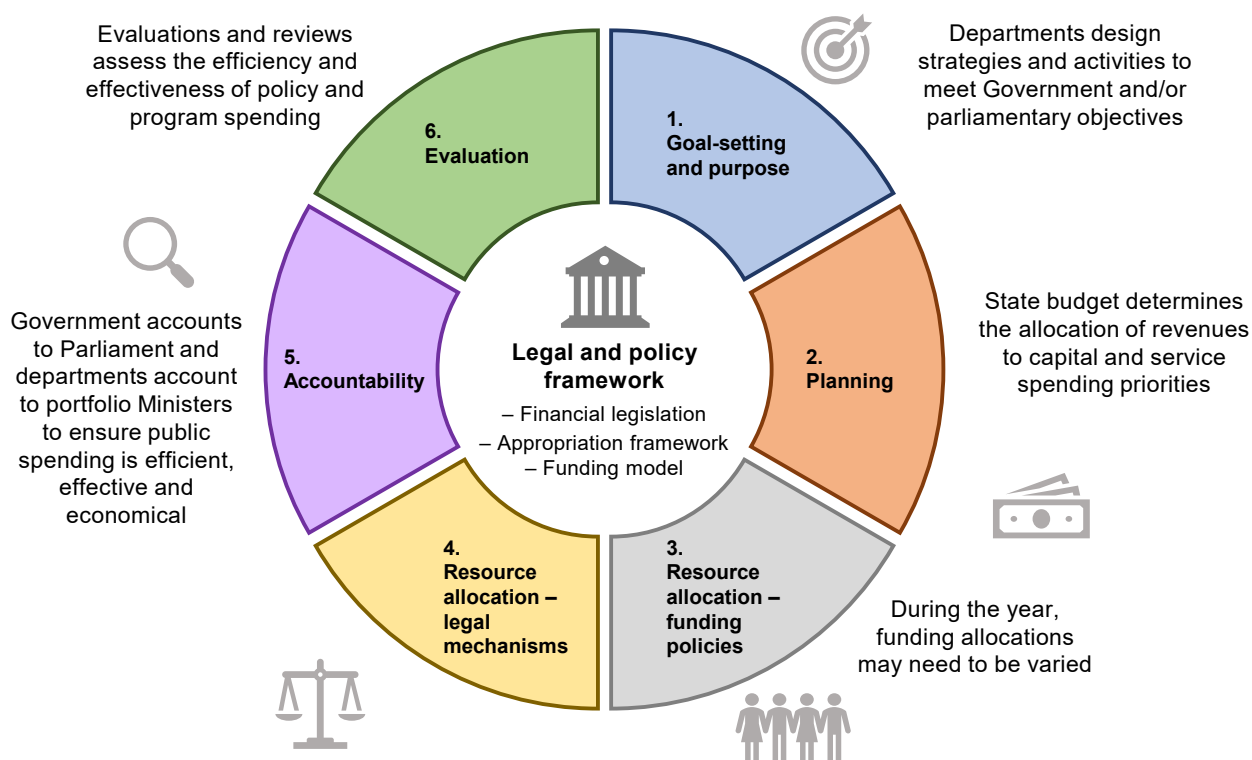 Evaluations and reviews
assess the efficiency and
effectiveness of policy and
program spending
Departments design
strategies and activities to
meet Government and/or
parliamentary objectives
6.
Evaluation
1.
Goal-setting
and purpose
Government accounts
to Parliament and
departments account
to portfolio Ministers
to ensure public
spending is efficient,
effective and
economical
5.
Accountability
Legal and policy
framework
– Financial legislation
– Appropriation framework
– Funding model
2.
Planning
State budget determines
the allocation of revenues
to capital and service
spending priorities
4.
Resource
allocation –
legal
mechanisms
3.
Resource
allocation –
funding
policies
During the year,
funding allocations
may need to be varied